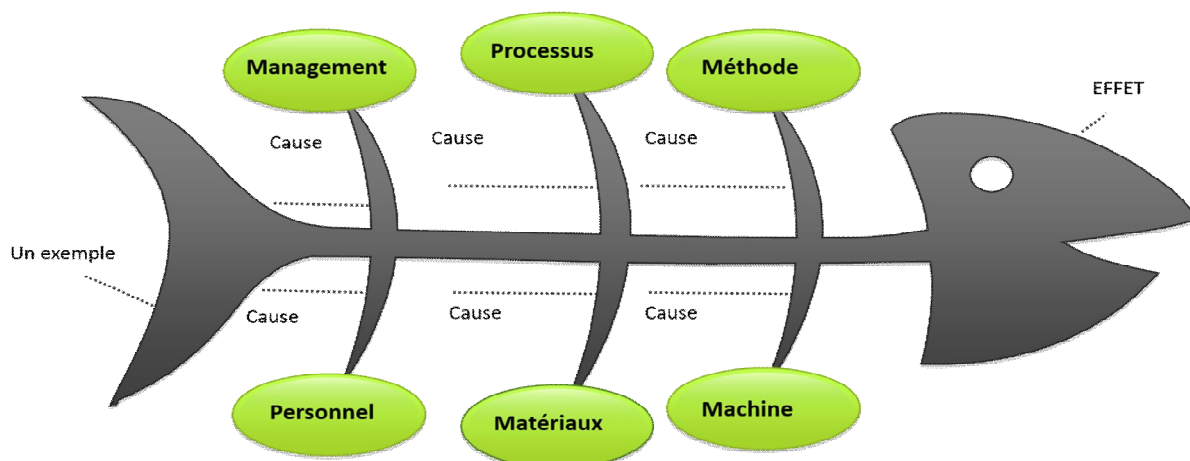 Management
Processus
Méthode
EFFET
Cause
Cause
Cause
Un exemple
Cause
Cause
Cause
Personnel
Matériaux
Machine